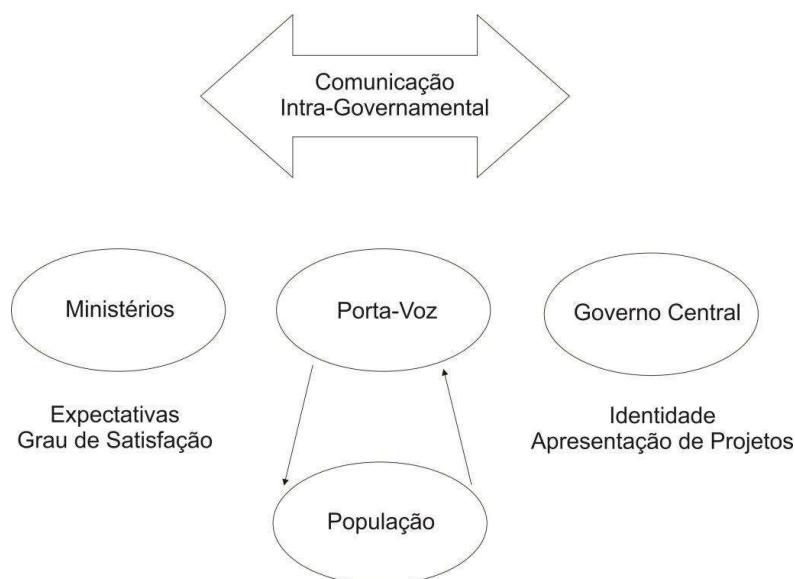 Comunicação
Intra-Governamental
Ministérios
Porta-Voz
Governo Central
Expectativas
Grau de Satisfação
Identidade
Apresentação de Projetos
População